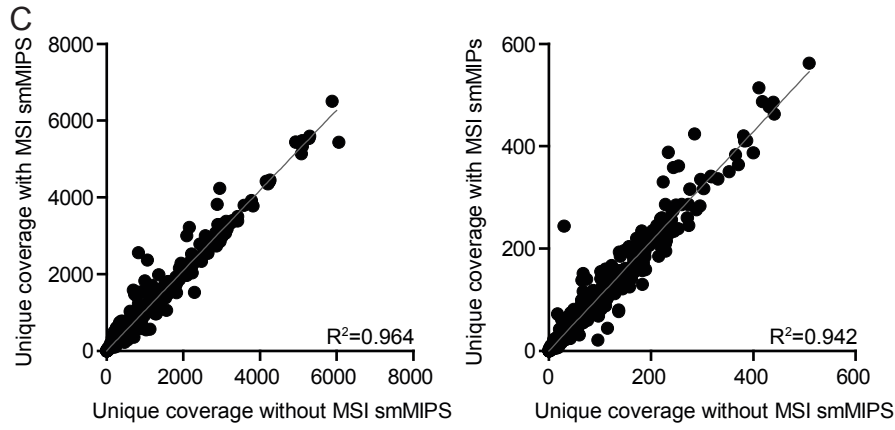 C
Unique coverage with MSI smMIPS
8000
6000
4000
2000
0
R²=0.964
0 2000 4000 6000 8000
Unique coverage without MSI smMIPS
Unique coverage with MSI smMIPs
600
400
200
0
R²=0.942
0 200 400 600
Unique coverage without MSI smMIPS